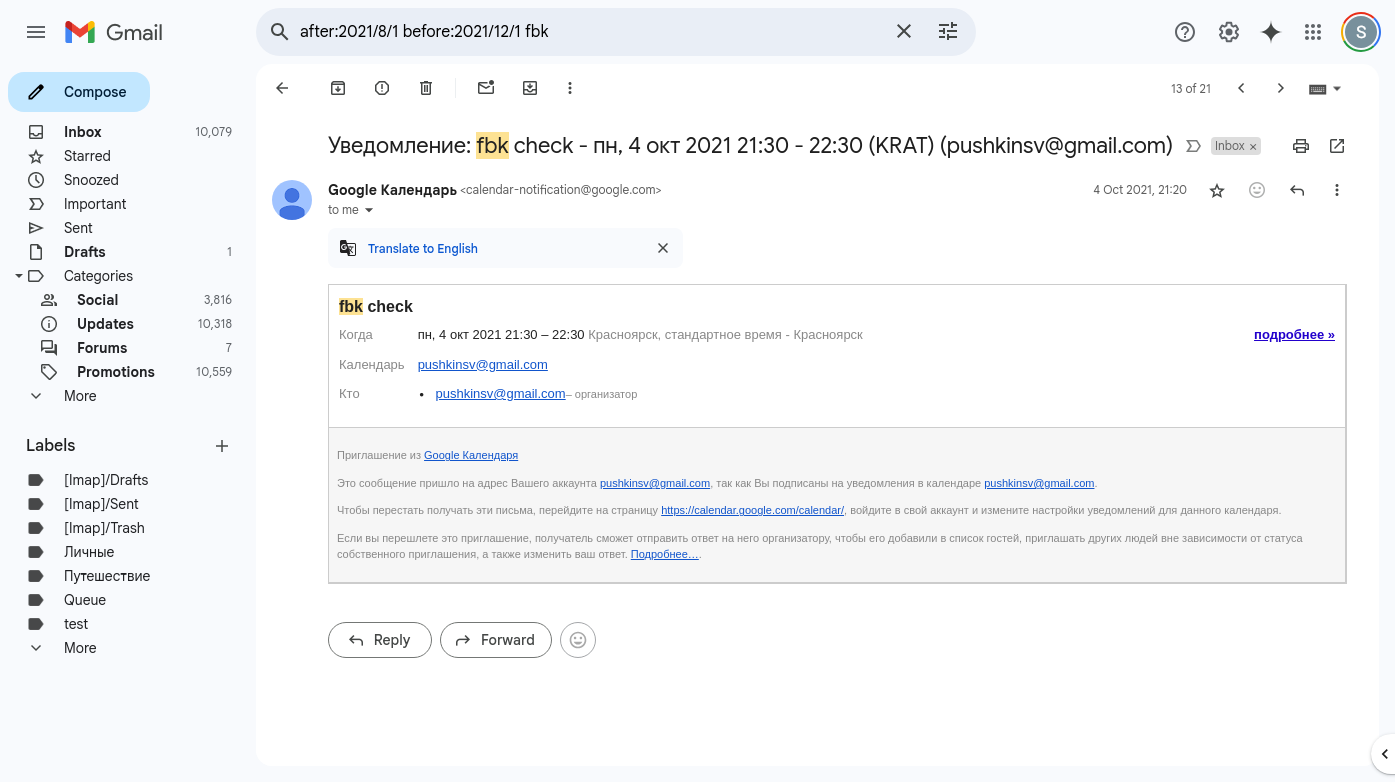 Gmail
after:2021/8/1 before:2021/12/1 fbk
S
Compose
13 of 21
Inbox 10,079
Starred
Snoozed
Important
Sent
Drafts 1
Categories
Social 3,816
Updates 10,318
Forums 7
Promotions 10,559
More
Labels
[Imap]/Drafts
[Imap]/Sent
[Imap]/Trash
Личные
Путешествие
Queue
test
More
Уведомление: fbk check - пн, 4 окт 2021 21:30 - 22:30 (KRAT) (pushkinsv@gmail.com) Inbox ×
Google Календарь <calendar-notification@google.com> 4 Oct 2021, 21:20
to me
Translate to English
fbk check
Когда пн, 4 окт 2021 21:30 – 22:30 Красноярск, стандартное время - Красноярск подробнее »
Календарь pushkinsv@gmail.com
Кто • pushkinsv@gmail.com– организатор
Приглашение из Google Календаря
Это сообщение пришло на адрес Вашего аккаунта pushkinsv@gmail.com, так как Вы подписаны на уведомления в календаре pushkinsv@gmail.com.
Чтобы перестать получать эти письма, перейдите на страницу https://calendar.google.com/calendar/, войдите в свой аккаунт и измените настройки уведомлений для данного календаря.
Если вы перешлете это приглашение, получатель сможет отправить ответ на него организатору, чтобы его добавили в список гостей, приглашать других людей вне зависимости от статуса
собственного приглашения, а также изменить ваш ответ. Подробнее….
Reply
Forward